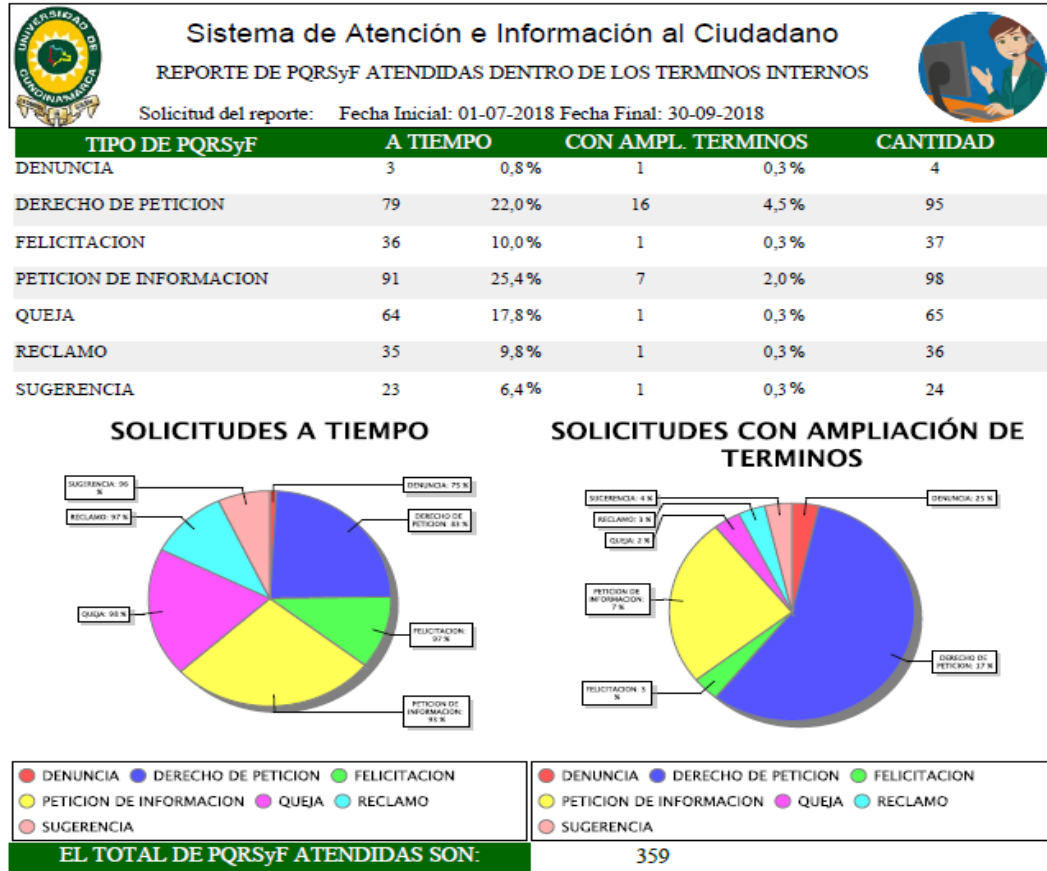 UNIVERSIDAD DE
CUNDINAMARCA
Sistema de Atención e Información al Ciudadano
REPORTE DE PQRSyF ATENDIDAS DENTRO DE LOS TERMINOS INTERNOS
Solicitud del reporte: Fecha Inicial: 01-07-2018 Fecha Final: 30-09-2018
TIPO DE PQRSyF A TIEMPO CON AMPL. TERMINOS CANTIDAD
DENUNCIA 3 0,8% 1 0,3% 4
DERECHO DE PETICION 79 22,0% 16 4,5% 95
FELICITACION 36 10,0% 1 0,3% 37
PETICION DE INFORMACION 91 25,4% 7 2,0% 98
QUEJA 64 17,8% 1 0,3% 65
RECLAMO 35 9,8% 1 0,3% 36
SUGERENCIA 23 6,4% 1 0,3% 24
SOLICITUDES A TIEMPO
SUGERENCIA: 96
%
DENUNCIA: 75 %
RECLAMO: 97 %
DERECHO DE
PETICION: 83 %
QUEJA: 98 %
FELICITACION:
97 %
PETICION DE
INFORMACION:
93 %
SOLICITUDES CON AMPLIACIÓN DE
TERMINOS
SUGERENCIA: 4 %
DENUNCIA: 25 %
RECLAMO: 3 %
QUEJA: 2 %
PETICION DE
INFORMACION:
7 %
DERECHO DE
PETICION: 17 %
FELICITACION: 3
%
DENUNCIA DERECHO DE PETICION FELICITACION
PETICION DE INFORMACION QUEJA RECLAMO
SUGERENCIA
DENUNCIA DERECHO DE PETICION FELICITACION
PETICION DE INFORMACION QUEJA RECLAMO
SUGERENCIA
EL TOTAL DE PQRSyF ATENDIDAS SON: 359